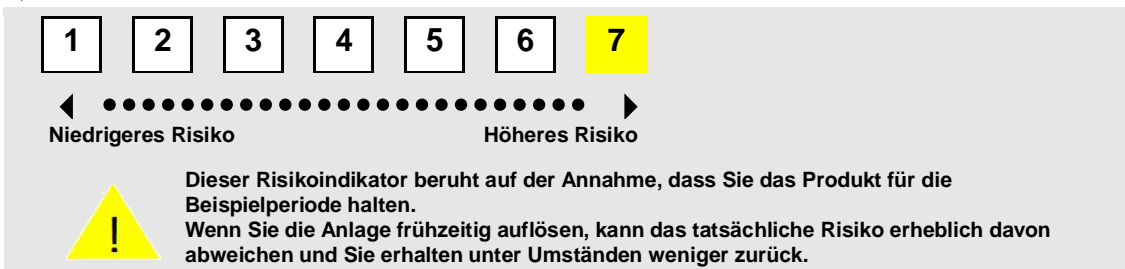 1 2 3 4 5 6 7
Niedrigeres Risiko Höheres Risiko
Dieser Risikoindikator beruht auf der Annahme, dass Sie das Produkt für die
Beispielperiode halten.
! Wenn Sie die Anlage frühzeitig auflösen, kann das tatsächliche Risiko erheblich davon
abweichen und Sie erhalten unter Umständen weniger zurück.